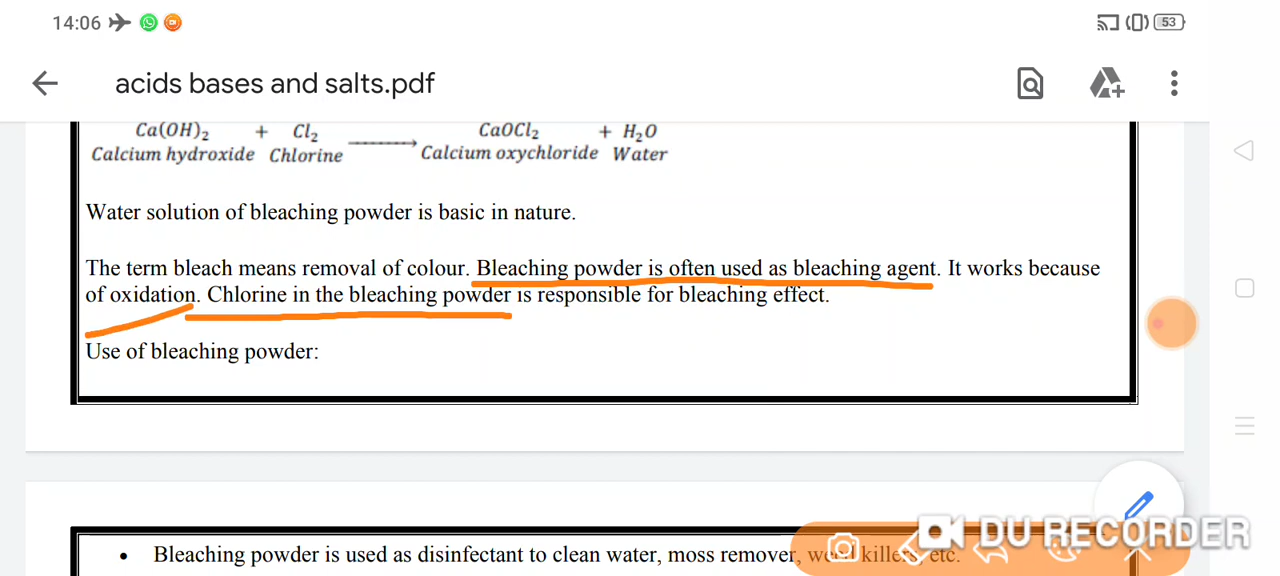 14:06 53
acids bases and salts.pdf
Ca(OH)₂ + Cl₂ ⟶ CaOCl₂ + H₂O
Calcium hydroxide Chlorine Calcium oxychloride Water
Water solution of bleaching powder is basic in nature.
The term bleach means removal of colour. Bleaching powder is often used as bleaching agent. It works because
of oxidation. Chlorine in the bleaching powder is responsible for bleaching effect.
Use of bleaching powder:
• Bleaching powder is used as disinfectant to clean water, moss remover, weed killers, etc.
DU RECORDER